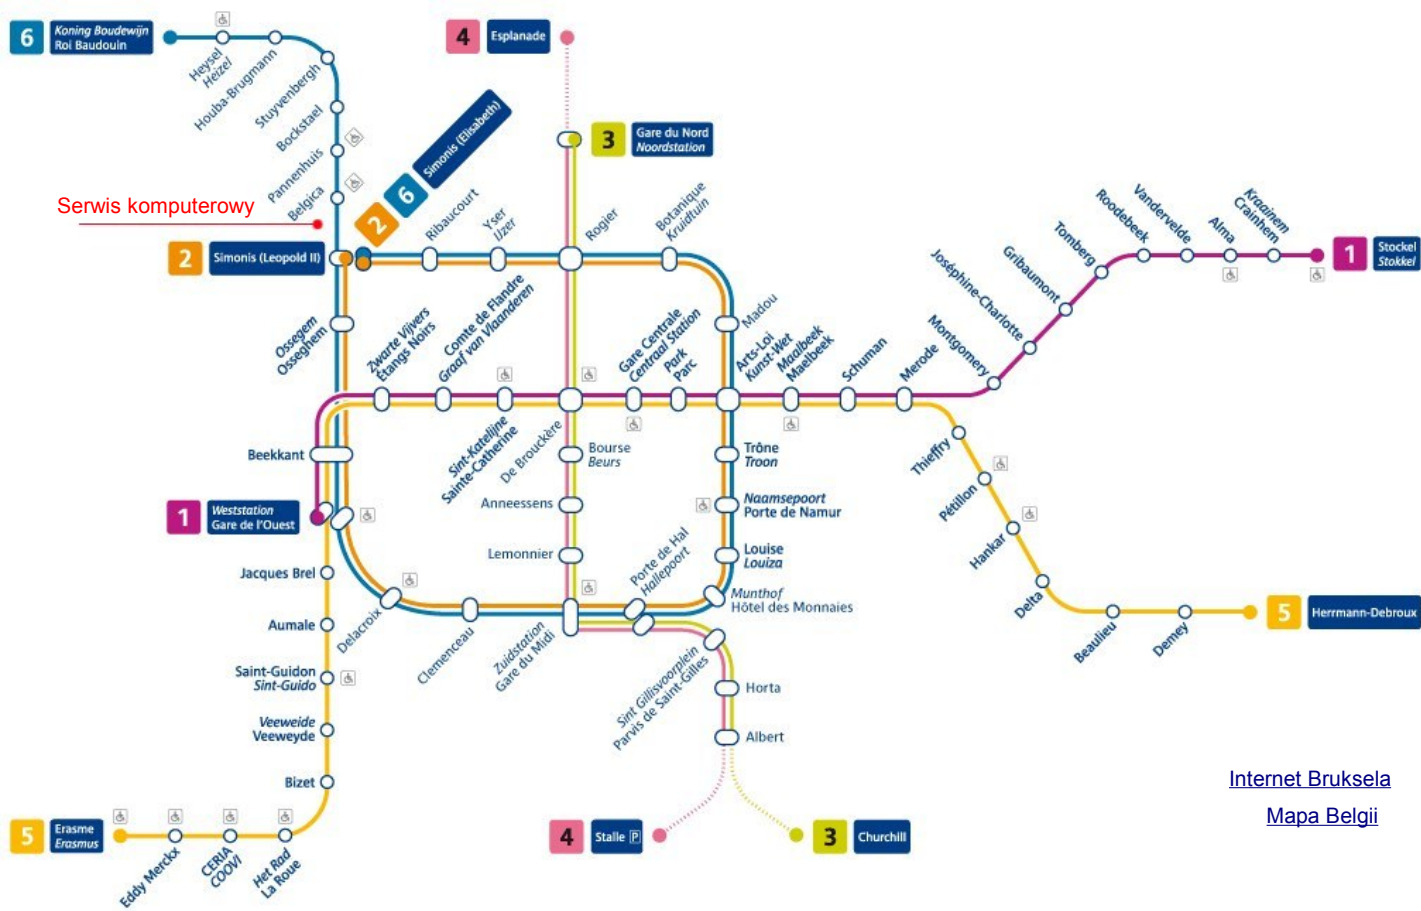 6
Koning Boudewijn
Roi Baudouin
Heysel
Heizel
Houba-Brugmann
Stuyvenbergh
Bockstael
Pannenhuis
Belgica
4
Esplanade
3
Gare du Nord
Noordstation
Serwis komputerowy
2
6
Simonis (Elisabeth)
2
Simonis (Leopold II)
Ribaucourt
Yser
IJzer
Rogier
Botanique
Kruidtuin
Madou
Ossegem
Osseghem
Zwarte Vijvers
Étangs Noirs
Comte de Flandre
Graaf van Vlaanderen
Sint-Katelijne
Sainte-Catherine
De Brouckère
Gare Centrale
Centraal Station
Park
Parc
Arts-Loi
Kunst-Wet
Maalbeek
Maelbeek
Schuman
Merode
Montgomery
Joséphine-Charlotte
Gribaumont
Tomberg
Roodebeek
Vandervelde
Alma
Kraainem
Crainhem
1
Stockel
Stokkel
Beekkant
1
Weststation
Gare de l'Ouest
Bourse
Beurs
Anneessens
Lemonnier
Trône
Troon
Naamsepoort
Porte de Namur
Louise
Louiza
Munthof
Hôtel des Monnaies
Porte de Hal
Hallepoort
Thieffry
Pétillon
Hankar
Delta
Beaulieu
Demey
5
Herrmann-Debroux
Jacques Brel
Aumale
Delacroix
Clemenceau
Zuidstation
Gare du Midi
Sint Gillisvoorplein
Parvis de Saint-Gilles
Horta
Albert
Saint-Guidon
Sint-Guido
Veeweide
Veeweyde
Bizet
5
Erasme
Erasmus
Eddy Merckx
CERIA
COOVI
Het Rad
La Roue
4
Stalle P
3
Churchill
Internet Bruksela
Mapa Belgii